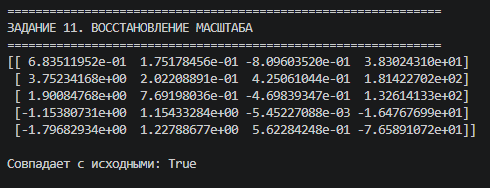 ================================================================
ЗАДАНИЕ 11. ВОССТАНОВЛЕНИЕ МАСШТАБА
================================================================
[[ 6.83511952e-01  1.75178456e-01 -8.09603520e-01  3.83024310e+01]
 [ 3.75234168e+00  2.02208891e-01  4.25061044e-01  1.81422702e+02]
 [ 1.90084768e+00  7.69198036e-01 -4.69839347e-01  1.32614133e+02]
 [-1.15380731e+00  1.15433284e+00 -5.45227088e-03 -1.64767699e+01]
 [-1.79682934e+00  1.22788677e+00  5.62284248e-01 -7.65891072e+01]]
Совпадает с исходными: True